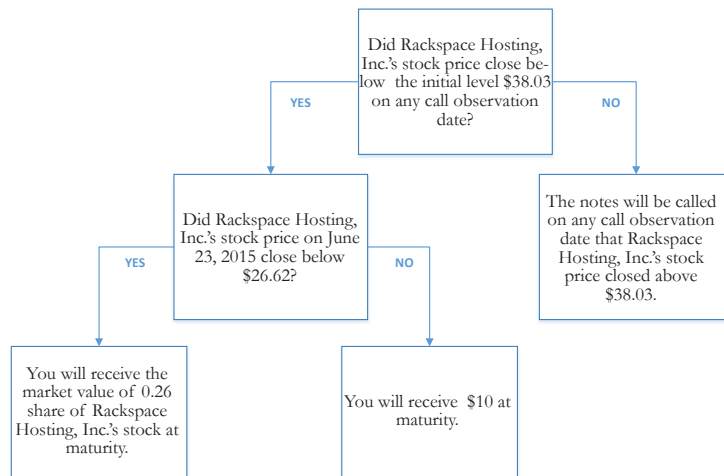 Did Rackspace Hosting,
Inc.'s stock price close be-
low the initial level $38.03
on any call observation
date?
YES
NO
Did Rackspace Hosting,
Inc.'s stock price on June
23, 2015 close below
$26.62?
The notes will be called
on any call observation
date that Rackspace
Hosting, Inc.'s stock
price closed above
$38.03.
YES
NO
You will receive the
market value of 0.26
share of Rackspace
Hosting, Inc.'s stock at
maturity.
You will receive $10 at
maturity.